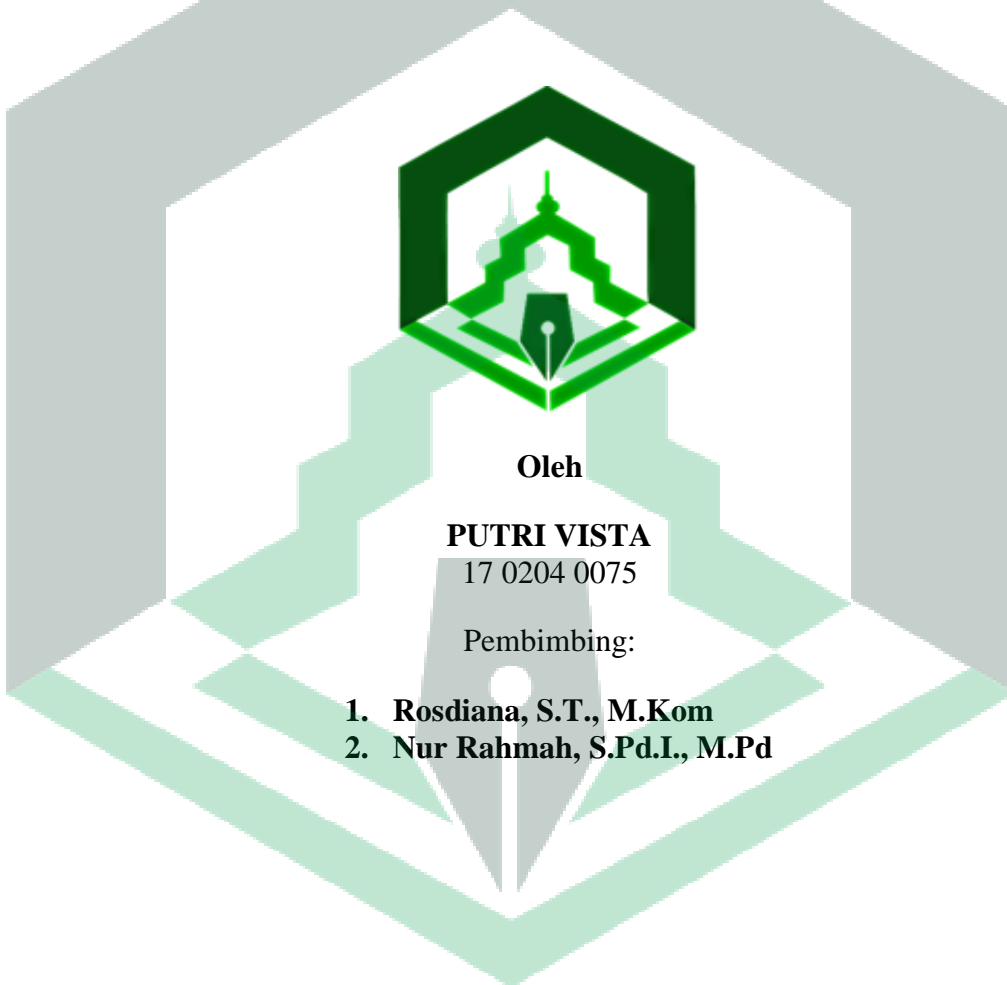 Oleh
PUTRI VISTA
17 0204 0075
Pembimbing:
1. Rosdiana, S.T., M.Kom
2. Nur Rahmah, S.Pd.I., M.Pd